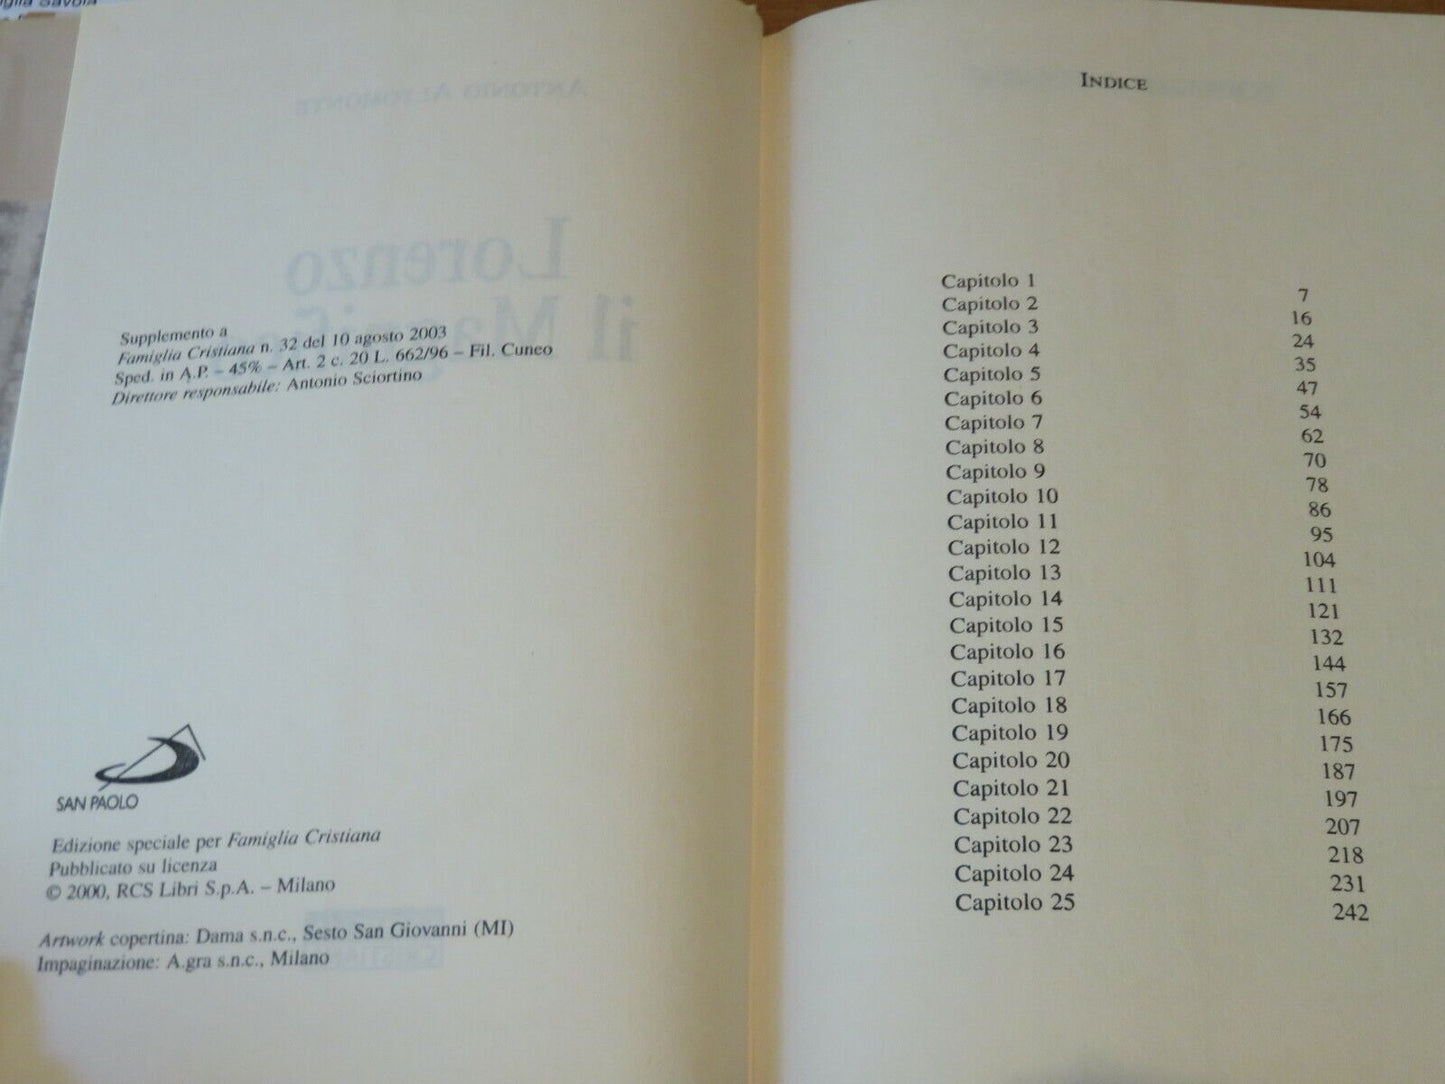 Supplemento a
Famiglia Cristiana n. 32 del 10 agosto 2003
Sped. in A.P. – 45% – Art. 2 c. 20 L. 662/96 – Fil. Cuneo
Direttore responsabile: Antonio Sciortino
SAN PAOLO
Edizione speciale per Famiglia Cristiana
Pubblicato su licenza
© 2000, RCS Libri S.p.A. – Milano
Artwork copertina: Dama s.n.c., Sesto San Giovanni (MI)
Impaginazione: A.gra s.n.c., Milano
ANTONIO ALTOMONTE
Lorenzo
il
INDICE
Capitolo 1 7
Capitolo 2 16
Capitolo 3 24
Capitolo 4 35
Capitolo 5 47
Capitolo 6 54
Capitolo 7 62
Capitolo 8 70
Capitolo 9 78
Capitolo 10 86
Capitolo 11 95
Capitolo 12 104
Capitolo 13 111
Capitolo 14 121
Capitolo 15 132
Capitolo 16 144
Capitolo 17 157
Capitolo 18 166
Capitolo 19 175
Capitolo 20 187
Capitolo 21 197
Capitolo 22 207
Capitolo 23 218
Capitolo 24 231
Capitolo 25 242